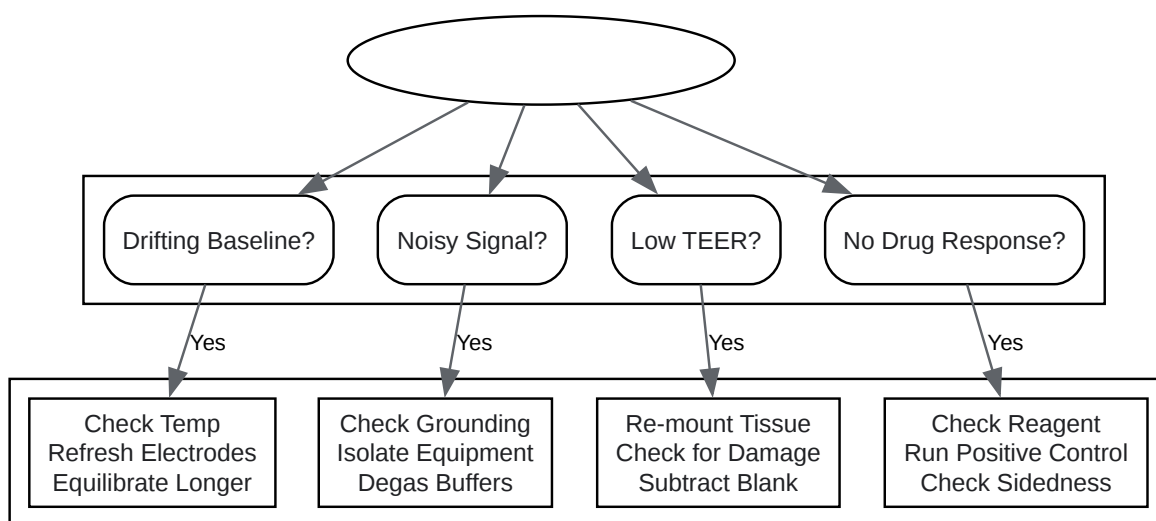 Drifting Baseline?
Noisy Signal?
Low TEER?
No Drug Response?
Yes
Yes
Yes
Yes
Check Temp
Refresh Electrodes
Equilibrate Longer
Check Grounding
Isolate Equipment
Degas Buffers
Re-mount Tissue
Check for Damage
Subtract Blank
Check Reagent
Run Positive Control
Check Sidedness